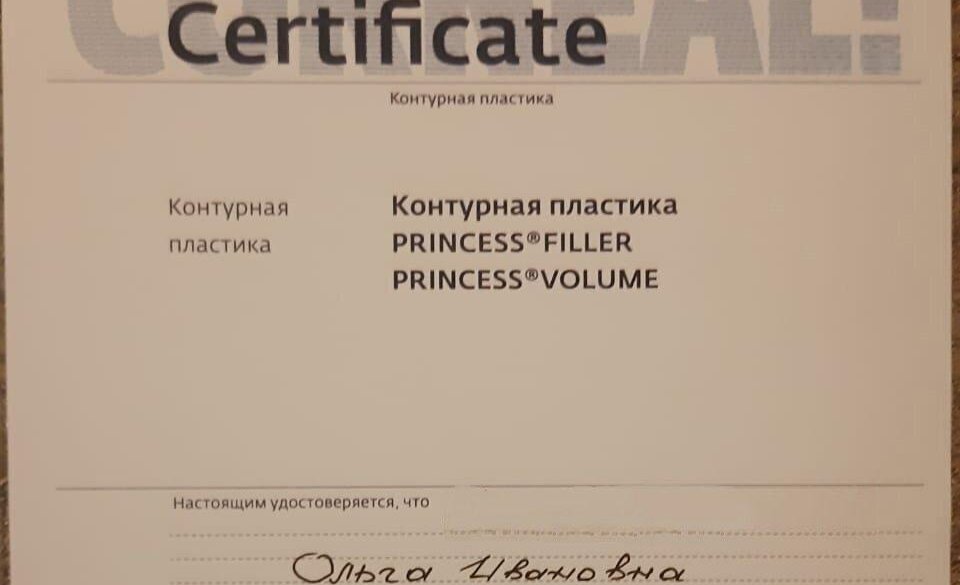 Certificate
Контурная пластика
Контурная Контурная пластика
пластика PRINCESS®FILLER
PRINCESS®VOLUME
Настоящим удостоверяется, что
Ольга Ивановна